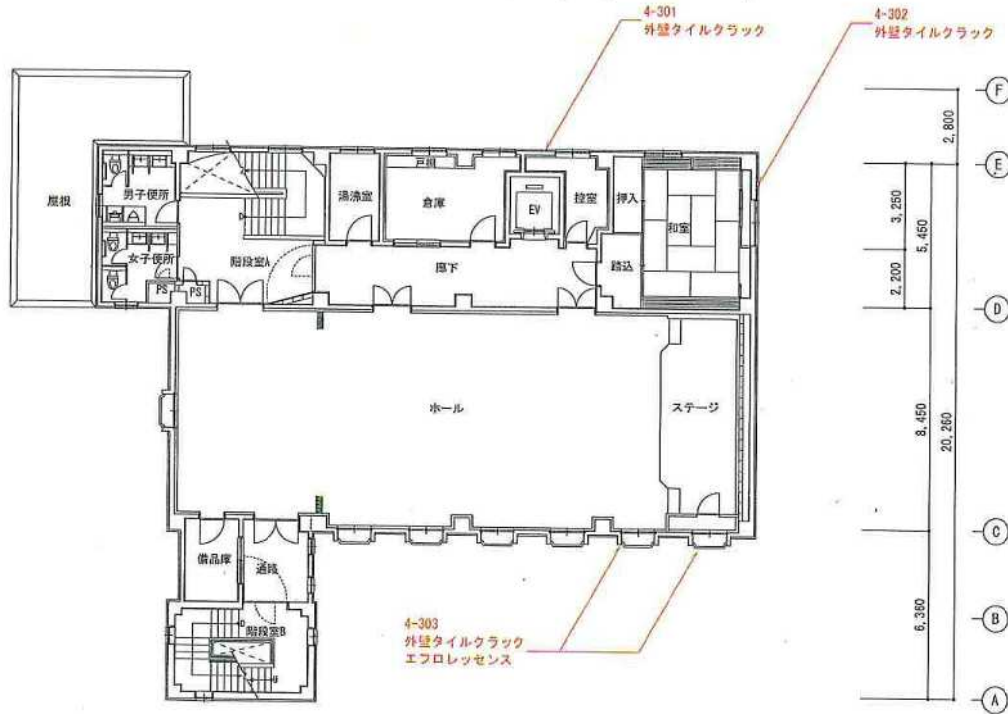 4-301
外壁タイルクラック
4-302
外壁タイルクラック
F
2,800
E
戸棚
男子便所
湯沸室
倉庫
EV
控室
押入
和室
3,250
5,450
屋根
女子便所
階段室A
廊下
踏込
2,200
PS
PS
D
ホール
ステージ
8,450
20,260
C
備品庫
通路
6,360
B
4-303
外壁タイルクラック
エフロレッセンス
階段室B
A